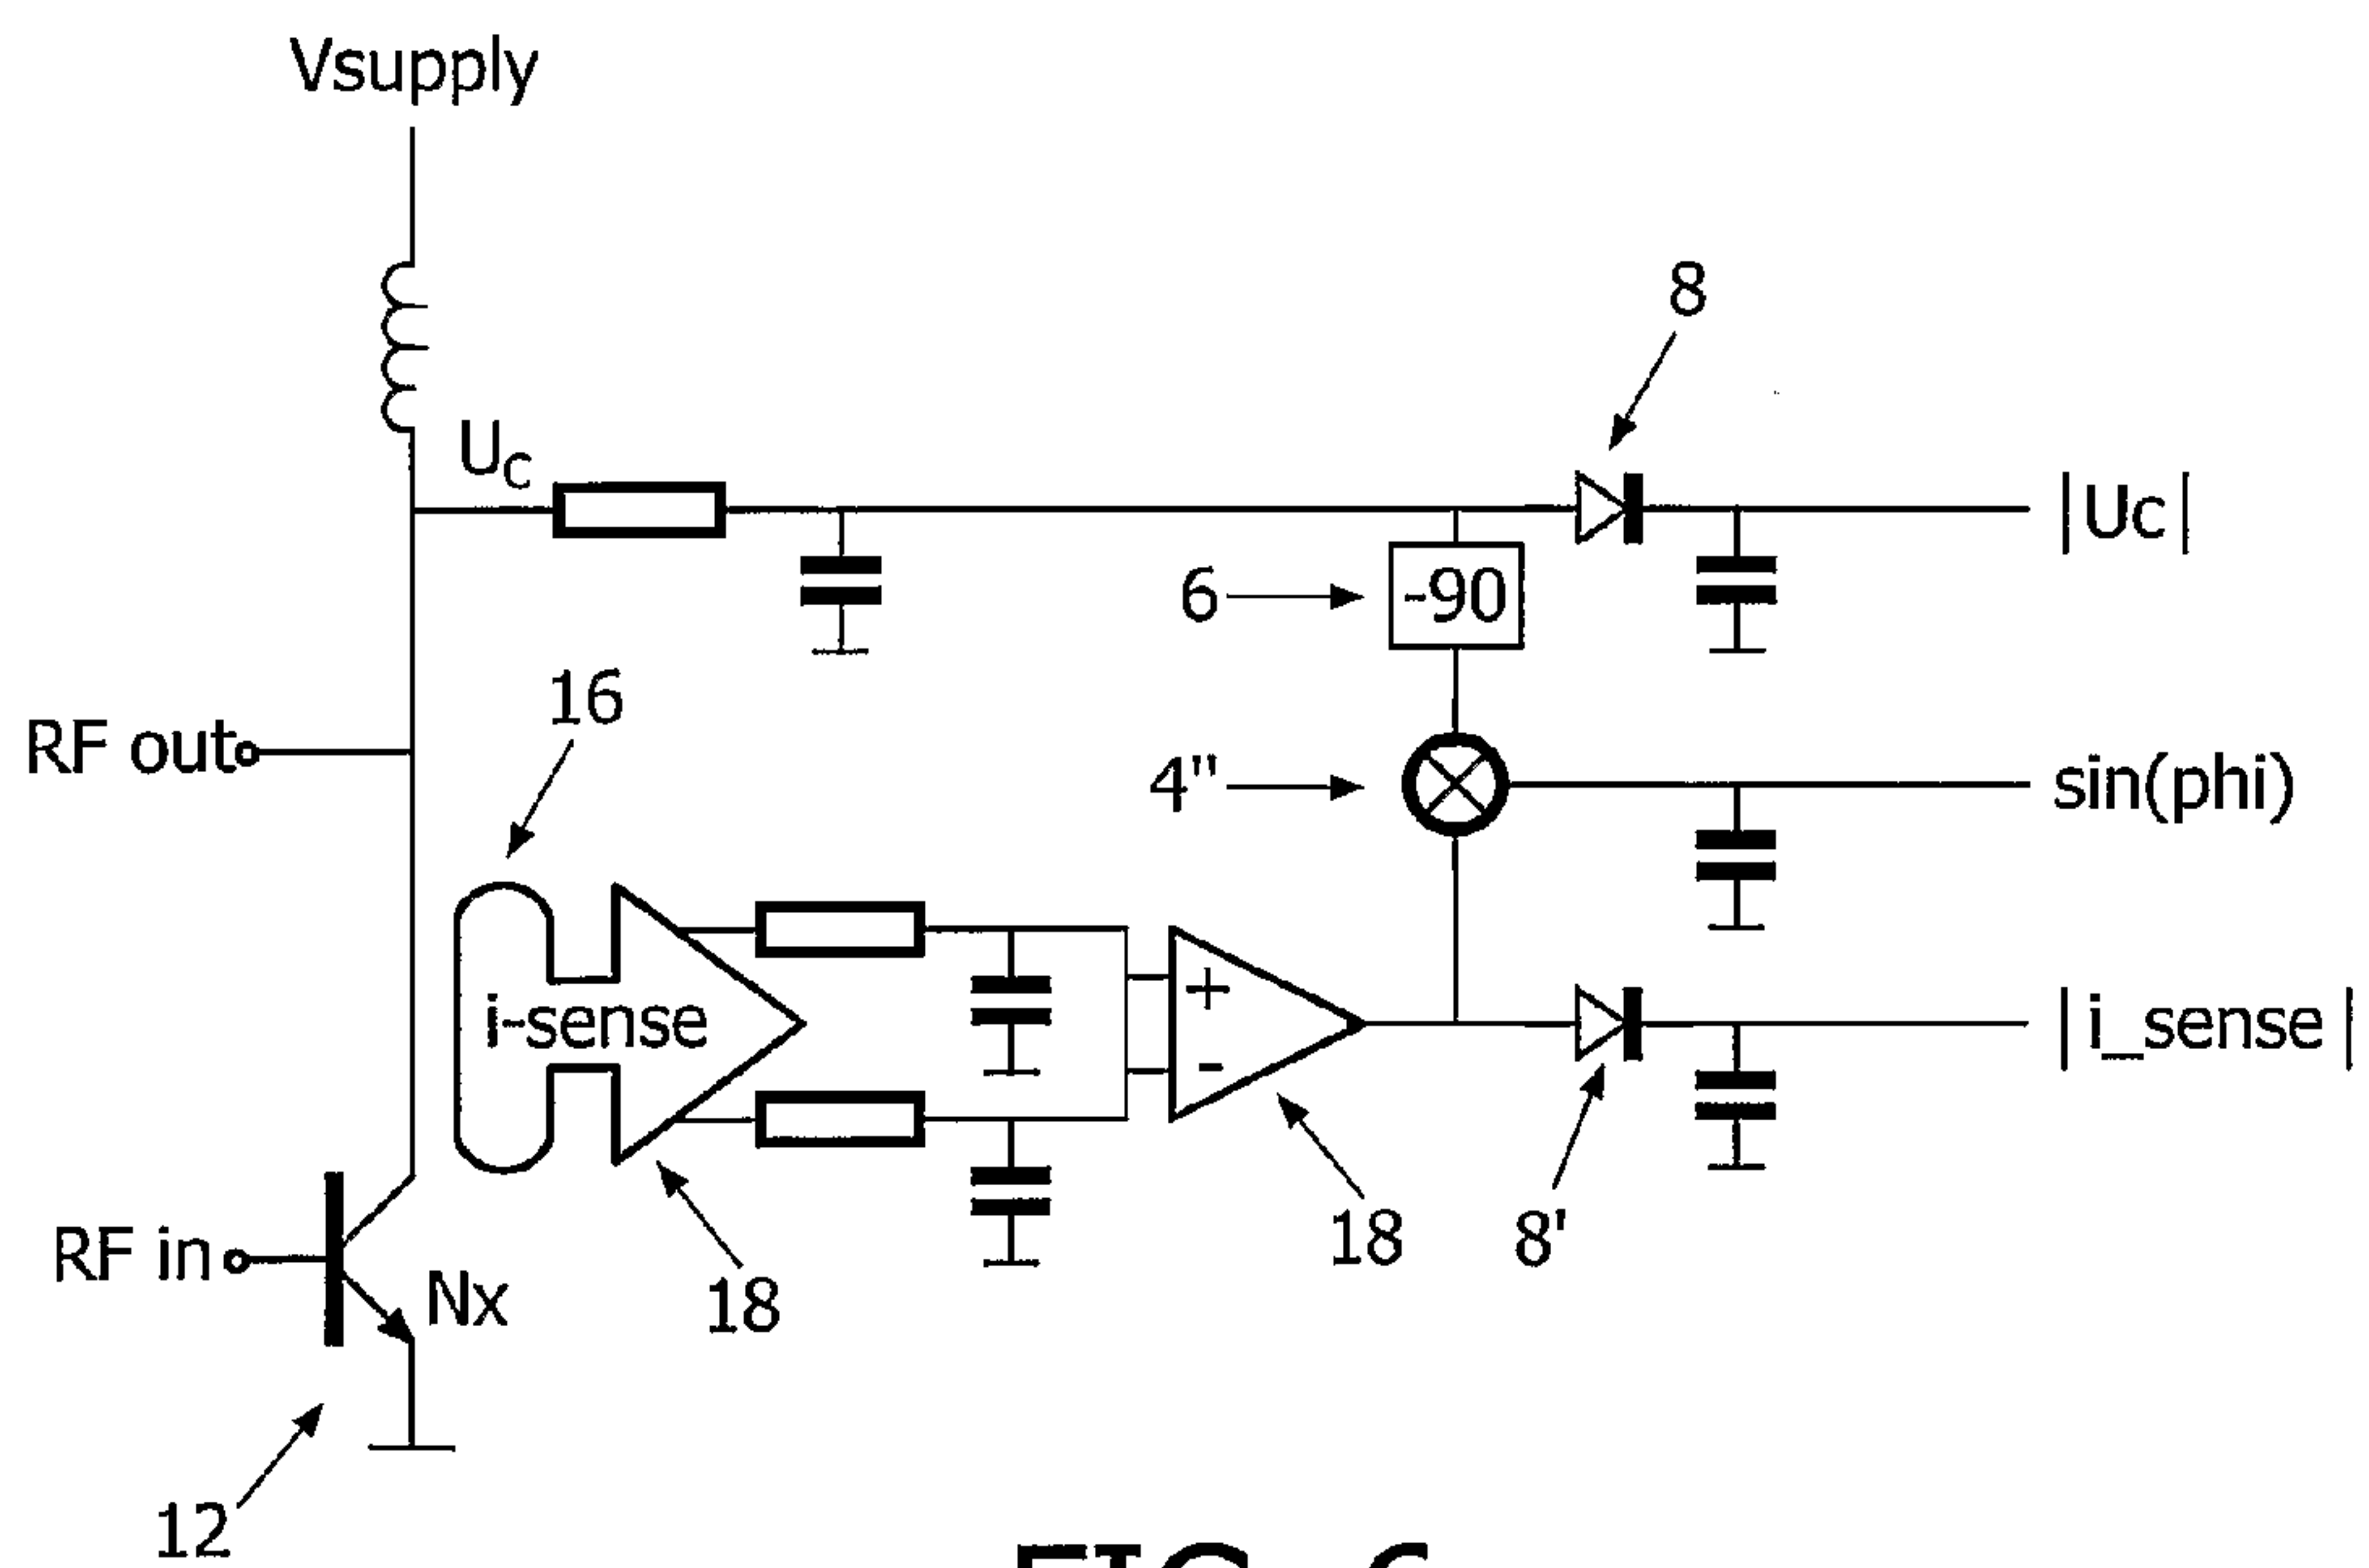 Vsupply
8
U_C
|Uc|
6
-90
16
RF out
4"
sin(phi)
i-sense
+
-
|i_sense|
18
18
8'
RF in
Nx
12